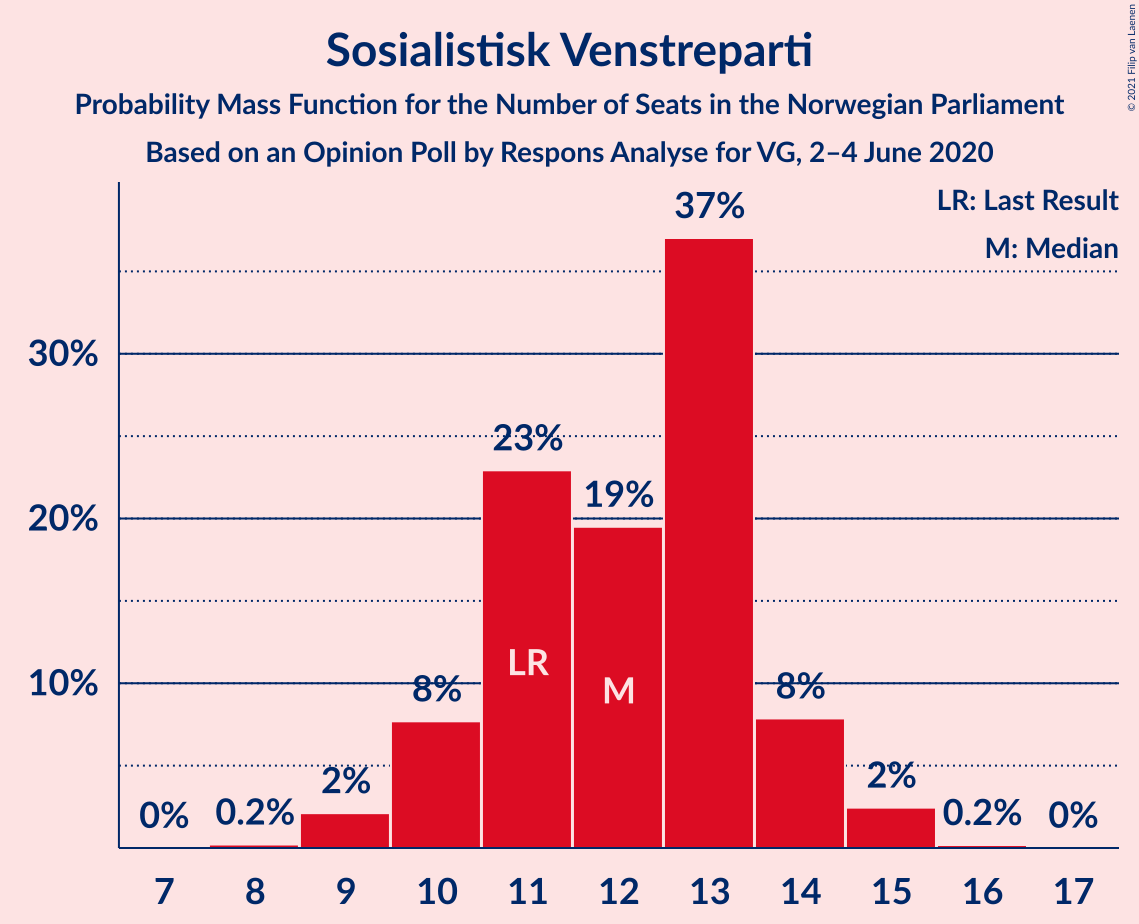 Sosialistisk Venstreparti
Probability Mass Function for the Number of Seats in the Norwegian Parliament
Based on an Opinion Poll by Respons Analyse for VG, 2–4 June 2020
© 2021 Filip van Laenen
LR: Last Result
M: Median
37%
30%
23%
19%
20%
LR
M
10%
8%
8%
2%
2%
0%
0.2%
0.2%
0%
7 8 9 10 11 12 13 14 15 16 17